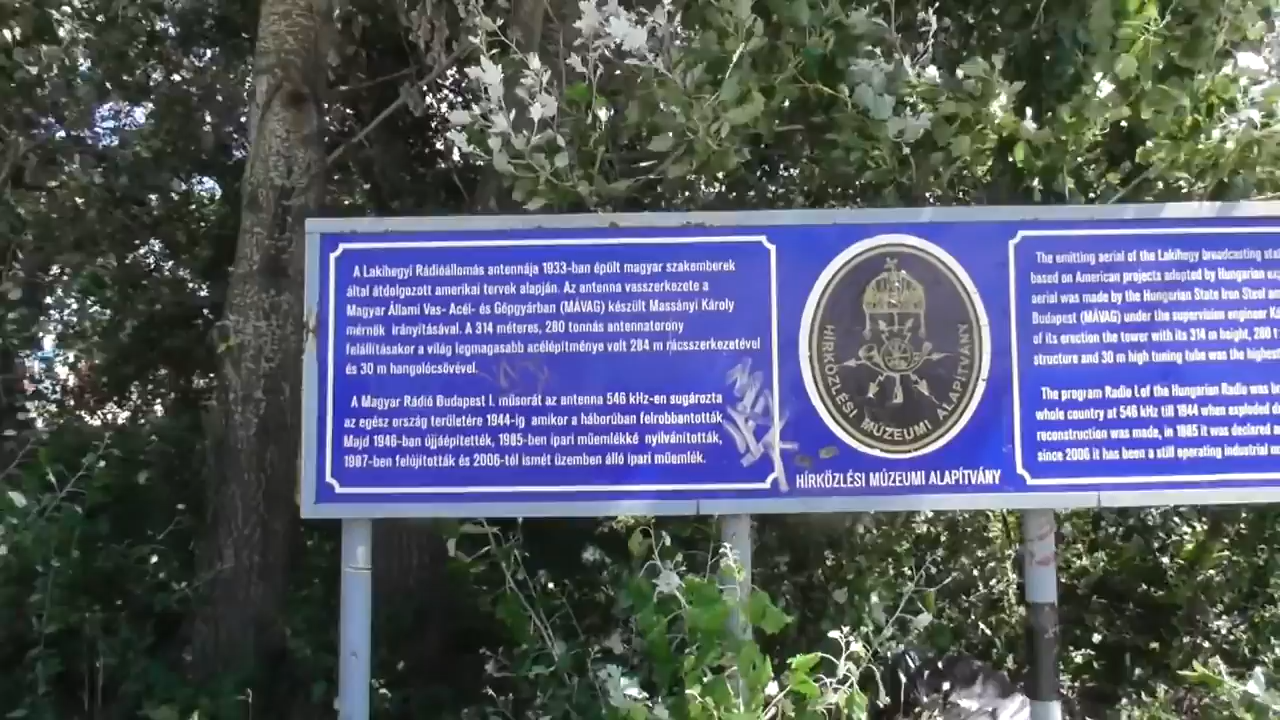 A Lakihegyi Rádióállomás antennája 1933-ban épült magyar szakemberek
által átdolgozott amerikai tervek alapján. Az antenna vasszerkezete a
Magyar Állami Vas- Acél- és Gépgyárban (MÁVAG) készült Massányi Károly
mérnök irányításával. A 314 méteres, 280 tonnás antennatorony
felállításakor a világ legmagasabb acélépítménye volt 284 m rácsszerkezetével
és 30 m hangolócsövével.
A Magyar Rádió Budapest I. műsorát az antenna 546 kHz-en sugározta
az egész ország területére 1944-ig amikor a háborúban felrobbantották
Majd 1946-ban újjáépítették, 1985-ben ipari műemlékké nyilvánították,
1987-ben felújították és 2006-tól ismét üzemben álló ipari műemlék.
HÍRKÖZLÉSI MÚZEUMI ALAPÍTVÁNY
HÍRKÖZLÉSI MÚZEUMI ALAPÍTVÁNY
The emitting aerial of the Lakihegy broadcasting
based on American projects adopted by Hungarian
aerial was made by the Hungarian State Iron Steel
Budapest (MÁVAG) under the supervision engineer
of its erection the tower with its 314 m height, 280
structure and 30 m high tuning tube was the
The program Radio I.of the Hungarian Radio was
whole country at 546 kHz till 1944 when exploded
reconstruction was made, in 1985 it was declared
since 2006 it has been a still operating industrial